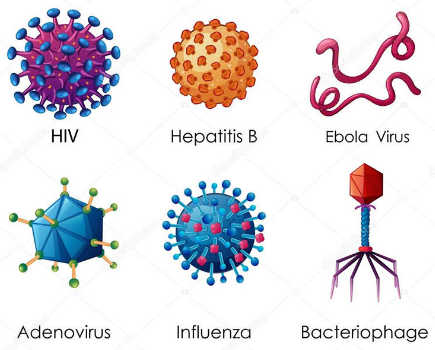 HIV
Hepatitis B
Ebola Virus
Adenovirus
Influenza
Bacteriophage